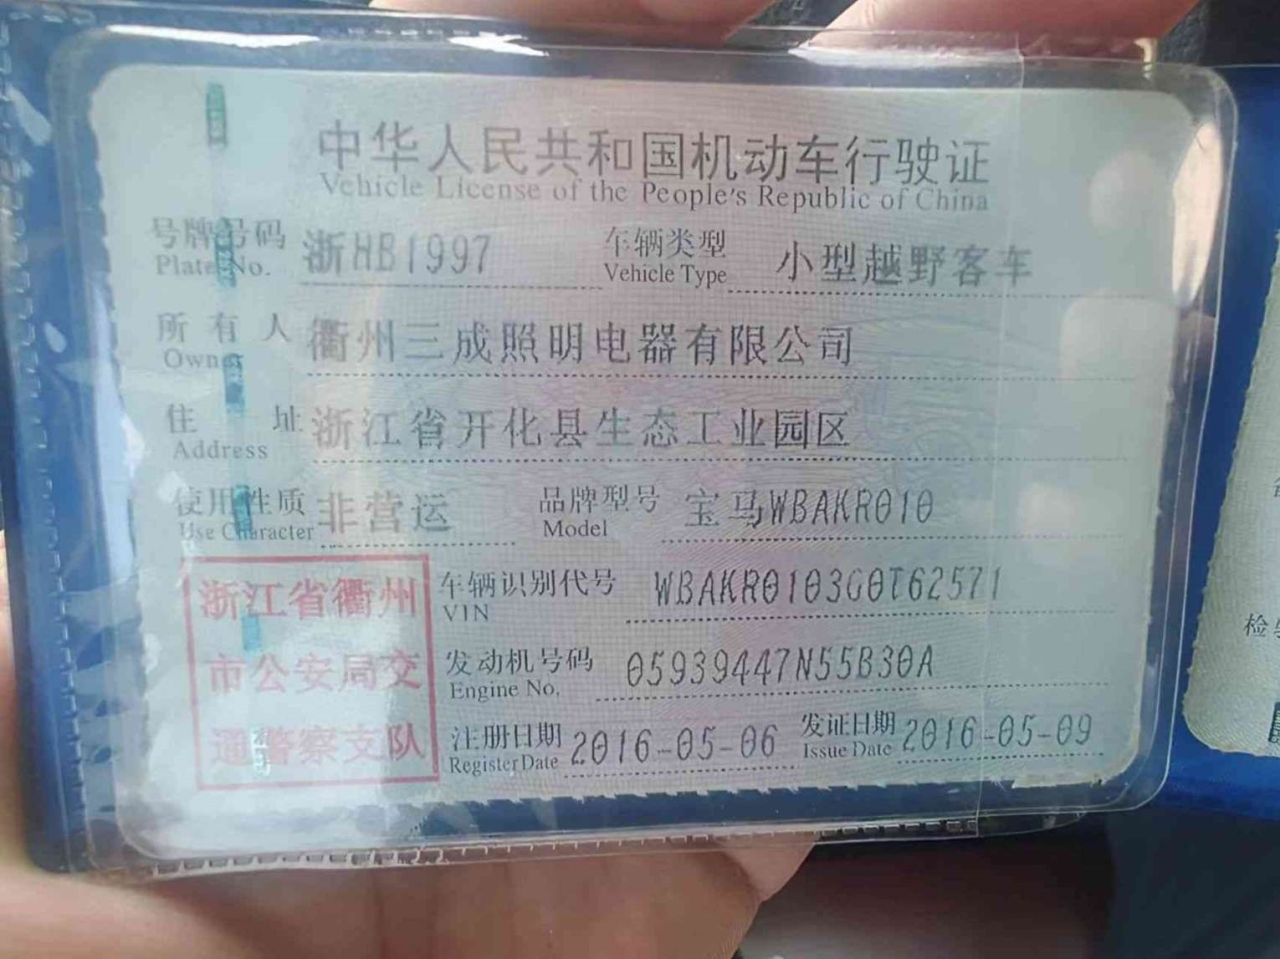 中华人民共和国机动车行驶证
Vehicle License of the People's Republic of China
号牌号码 浙HB1997 车辆类型 小型越野客车
Plate No. Vehicle Type
所有人 衢州三成照明电器有限公司
Owner
住址 浙江省开化县生态工业园区
Address
使用性质 非营运 品牌型号 宝马WBAKR010
Use Character Model
浙江省衢州
市公安局交
通警察支队
车辆识别代号 WBAKR0103G0T62571
VIN
发动机号码 05939447N55B30A
Engine No.
注册日期 2016-05-06 发证日期 2016-05-09
Register Date Issue Date